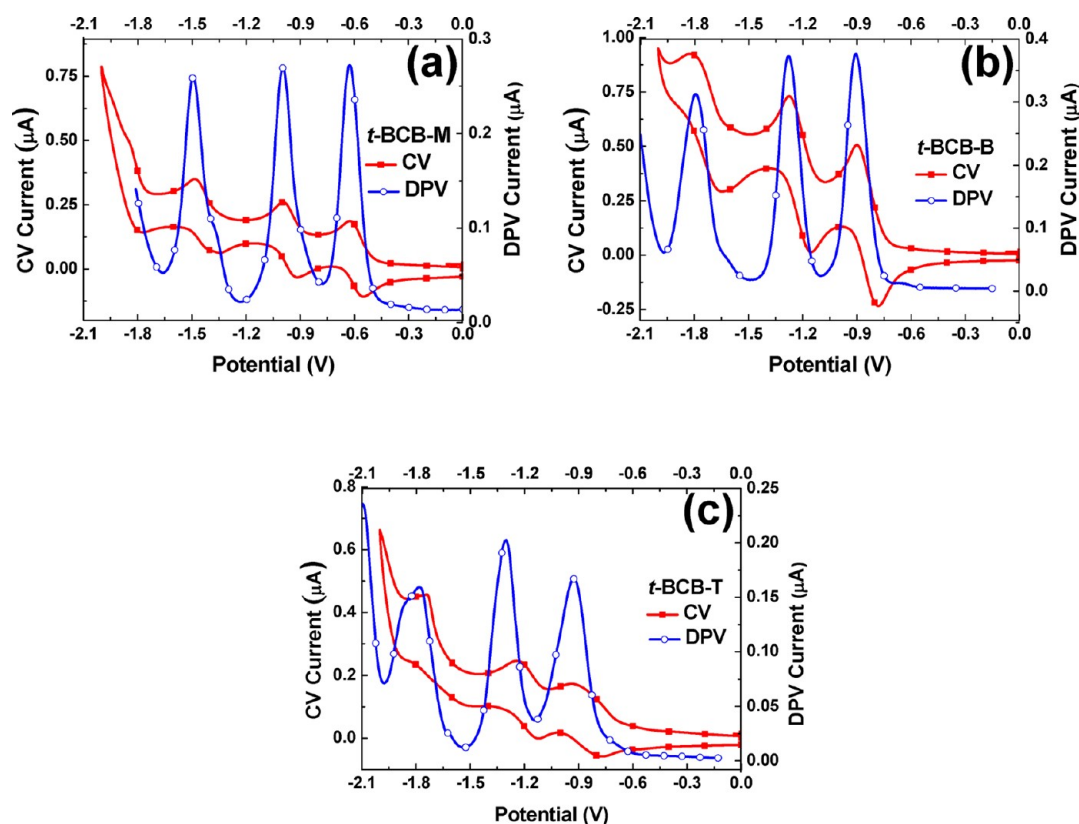 -2.1 -1.8 -1.5 -1.2 -0.9 -0.6 -0.3 0.0
0.3
0.75
0.50
0.25
0.00
0.2
0.1
0.0
(a)
t-BCB-M
CV
DPV
CV Current (μA)
DPV Current (μA)
-2.1 -1.8 -1.5 -1.2 -0.9 -0.6 -0.3 0.0
Potential (V)
-2.1 -1.8 -1.5 -1.2 -0.9 -0.6 -0.3 0.0
1.00
0.75
0.50
0.25
0.00
-0.25
0.4
0.3
0.2
0.1
0.0
(b)
t-BCB-B
CV
DPV
CV Current (μA)
DPV Current (μA)
-2.1 -1.8 -1.5 -1.2 -0.9 -0.6 -0.3 0.0
Potential (V)
-2.1 -1.8 -1.5 -1.2 -0.9 -0.6 -0.3 0.0
0.8
0.6
0.4
0.2
0.0
0.25
0.20
0.15
0.10
0.05
0.00
(c)
t-BCB-T
CV
DPV
CV Current (μA)
DPV Current (μA)
-2.1 -1.8 -1.5 -1.2 -0.9 -0.6 -0.3 0.0
Potential (V)